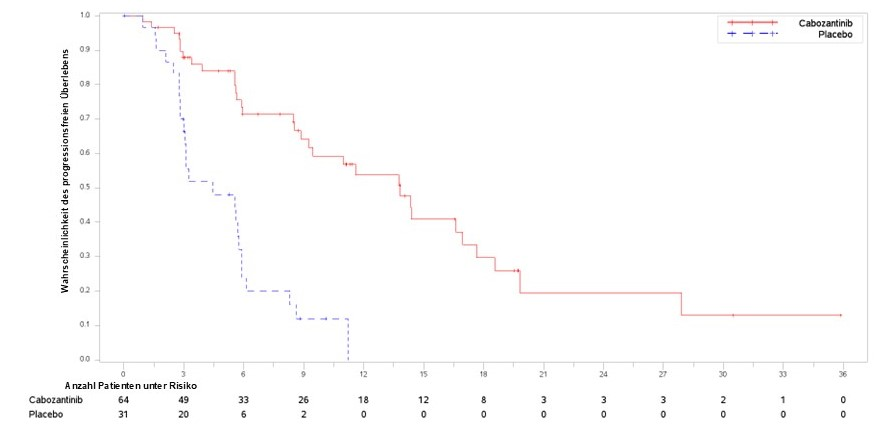 Wahrscheinlichkeit des progressionsfreien Überlebens
1.0
0.9
0.8
0.7
0.6
0.5
0.4
0.3
0.2
0.1
0.0
Cabozantinib
Placebo
0 3 6 9 12 15 18 21 24 27 30 33 36
Anzahl Patienten unter Risiko
Cabozantinib 64 49 33 26 18 12 8 3 3 3 2 1 0
Placebo 31 20 6 2 0 0 0 0 0 0 0 0 0